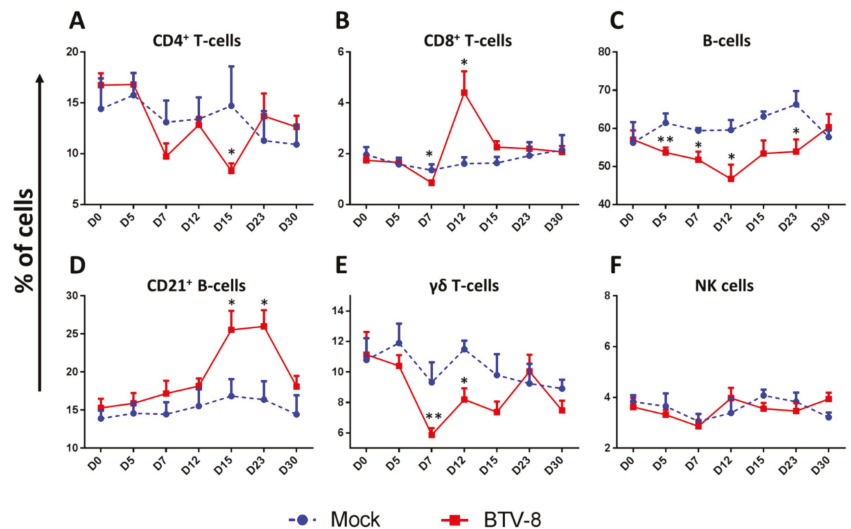 A
CD4⁺ T-cells
20
15
10
5
D0 D5 D7 D12 D15 D23 D30
*
B
CD8⁺ T-cells
6
4
2
0
D0 D5 D7 D12 D15 D23 D30
*
*
C
B-cells
80
70
60
50
40
D0 D5 D7 D12 D15 D23 D30
** * * *
% of cells
D
CD21⁺ B-cells
30
25
20
15
10
D0 D5 D7 D12 D15 D23 D30
* *
E
γδ T-cells
12
10
8
6
D0 D5 D7 D12 D15 D23 D30
** *
F
NK cells
8
6
4
2
D0 D5 D7 D12 D15 D23 D30
Mock BTV-8